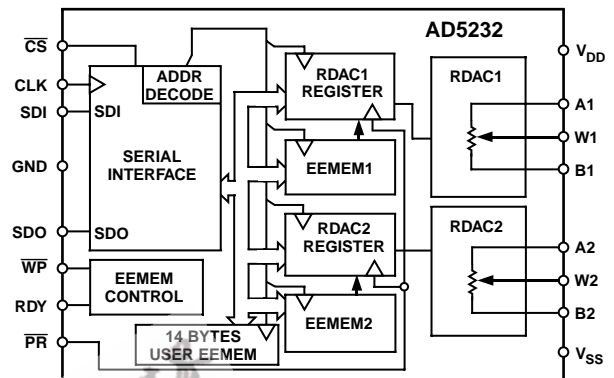 AD5232
CS
CLK
SDI
GND
SDO
WP
RDY
PR
ADDR
DECODE
SDI
SERIAL
INTERFACE
SDO
EEMEM
CONTROL
14 BYTES
USER EEMEM
RDAC1
REGISTER
EEMEM1
RDAC2
REGISTER
EEMEM2
RDAC1
RDAC2
VDD
A1
W1
B1
A2
W2
B2
VSS